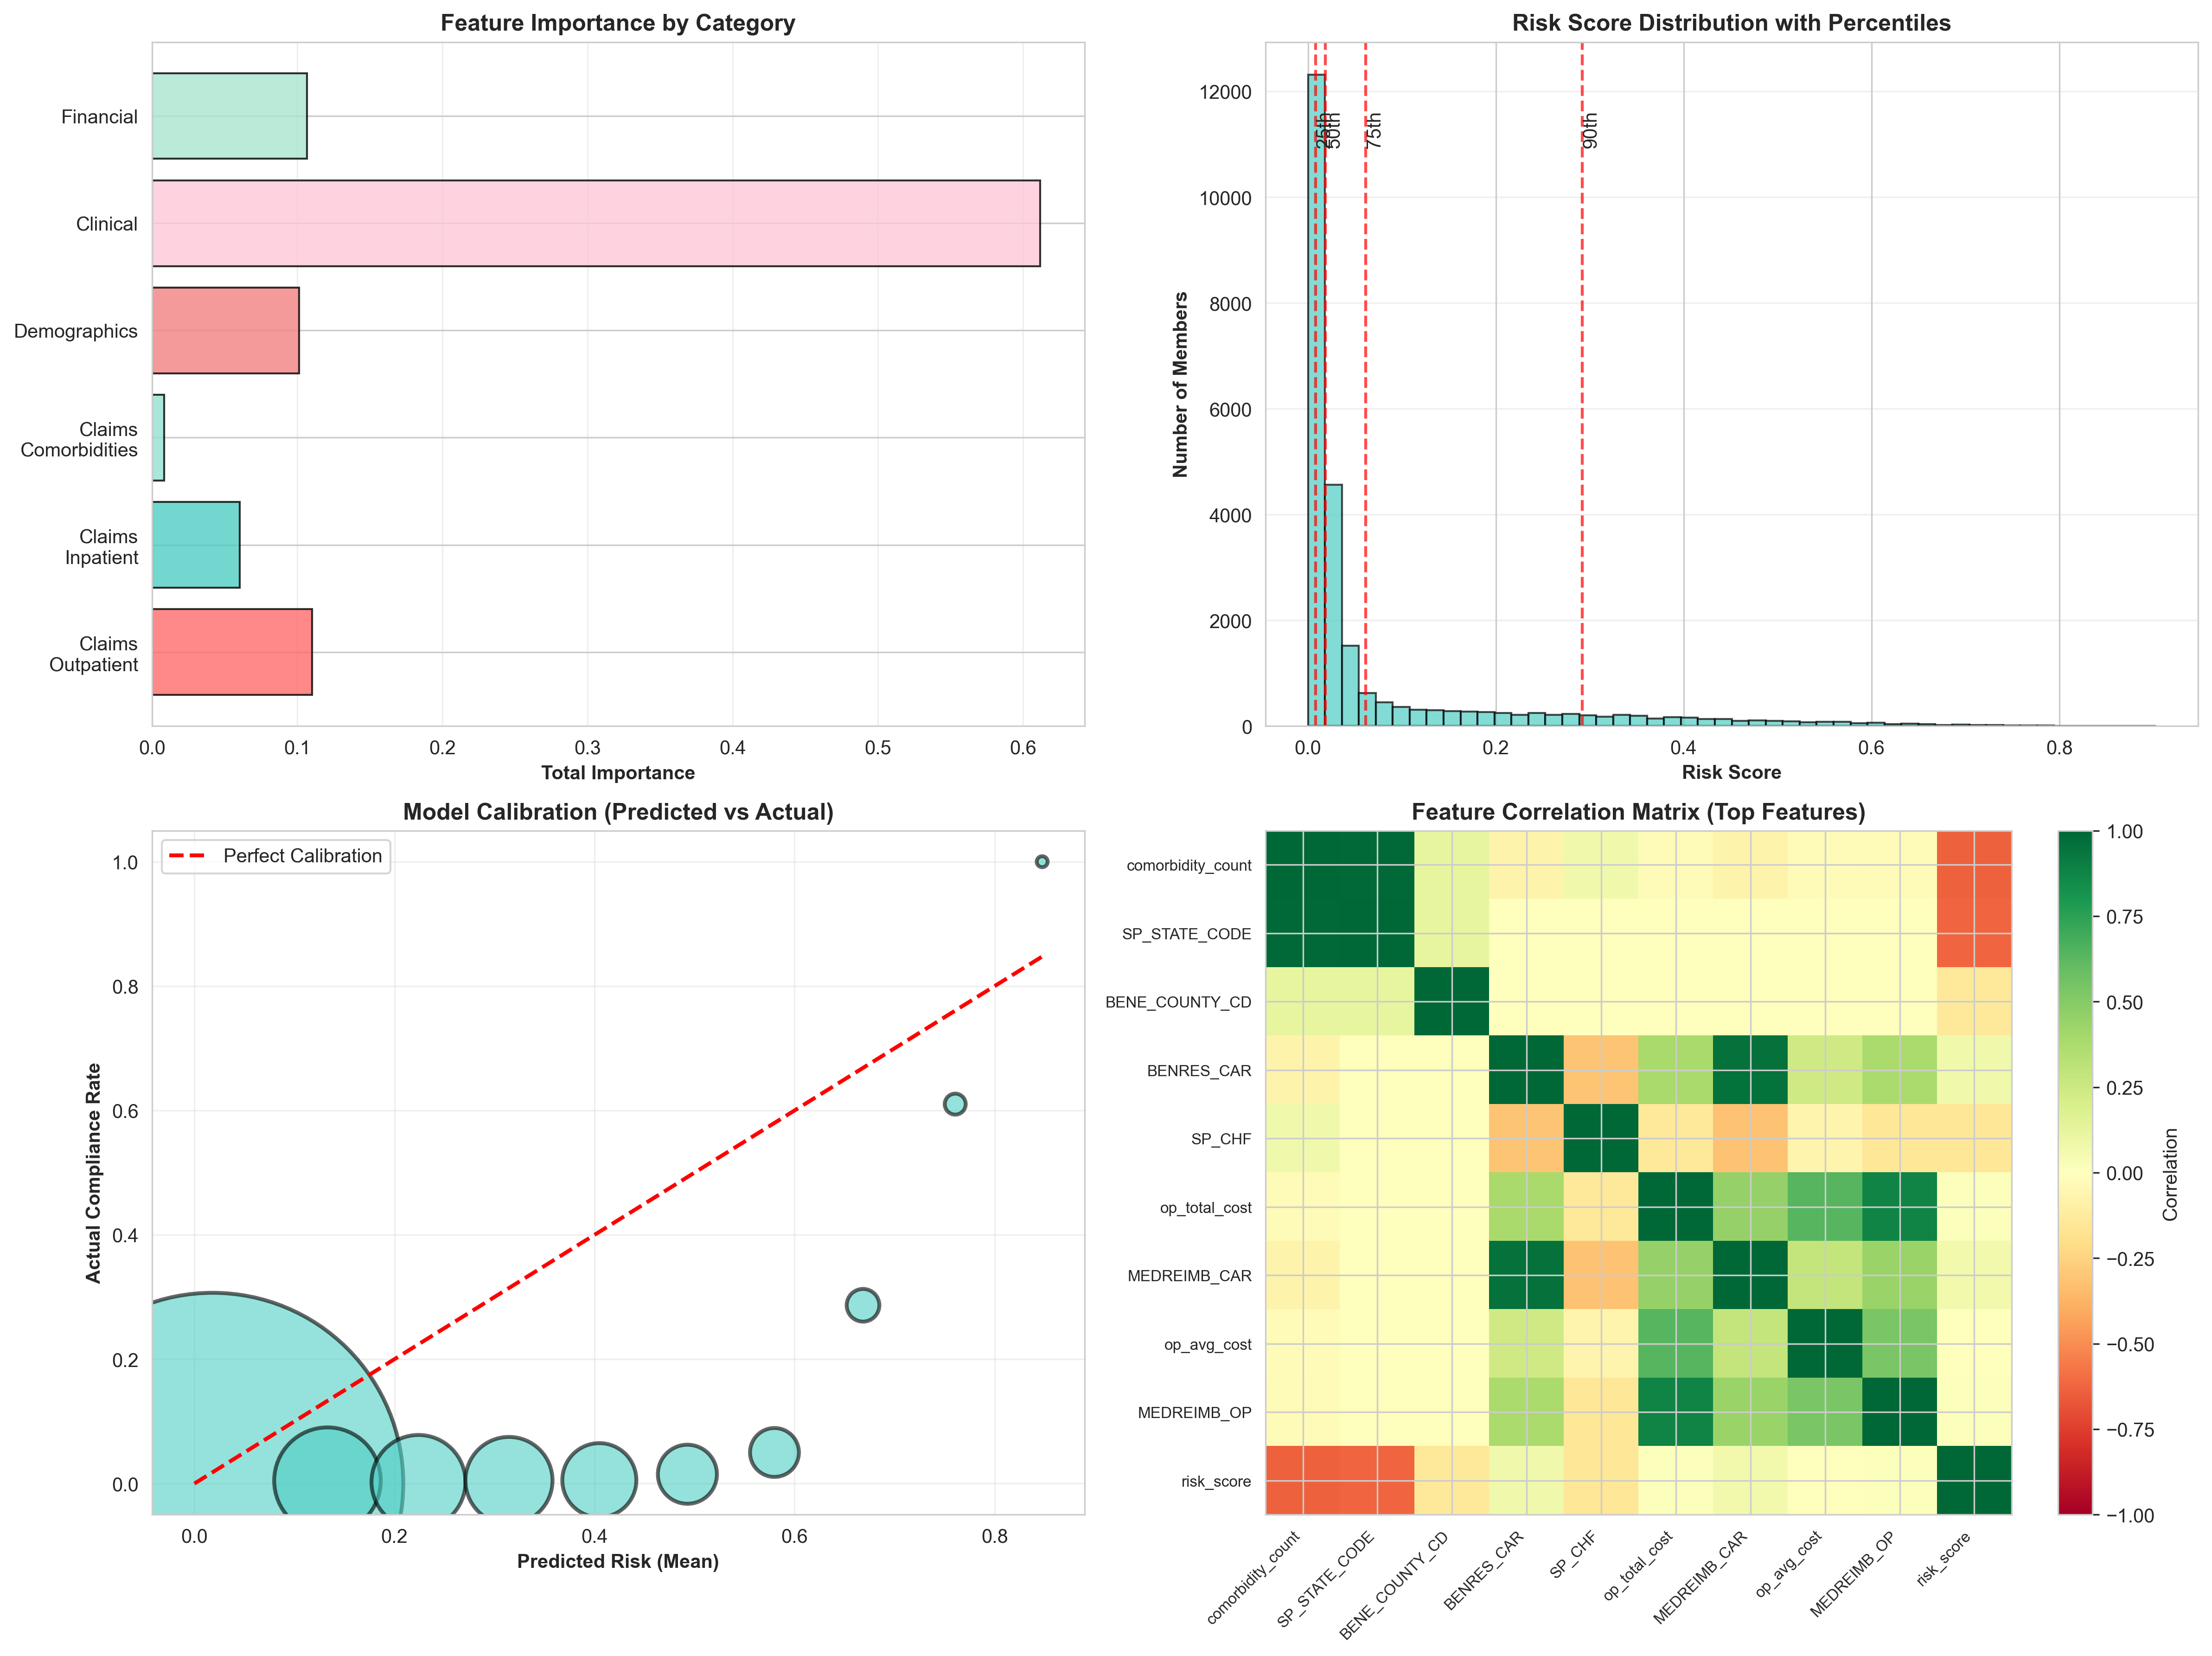 Feature Importance by Category
Financial
Clinical
Demographics
Claims
Comorbidities
Claims
Inpatient
Claims
Outpatient
0.0 0.1 0.2 0.3 0.4 0.5 0.6
Total Importance
Risk Score Distribution with Percentiles
Number of Members
12000
10000
8000
6000
4000
2000
0
25th
50th
75th
90th
0.0 0.2 0.4 0.6 0.8
Risk Score
Model Calibration (Predicted vs Actual)
Perfect Calibration
Actual Compliance Rate
1.0
0.8
0.6
0.4
0.2
0.0
0.0 0.2 0.4 0.6 0.8
Predicted Risk (Mean)
Feature Correlation Matrix (Top Features)
comorbidity_count
SP_STATE_CODE
BENE_COUNTY_CD
BENRES_CAR
SP_CHF
op_total_cost
MEDREIMB_CAR
op_avg_cost
MEDREIMB_OP
risk_score
comorbidity_count
SP_STATE_CODE
BENE_COUNTY_CD
BENRES_CAR
SP_CHF
op_total_cost
MEDREIMB_CAR
op_avg_cost
MEDREIMB_OP
risk_score
1.00
0.75
0.50
0.25
0.00
−0.25
−0.50
−0.75
−1.00
Correlation